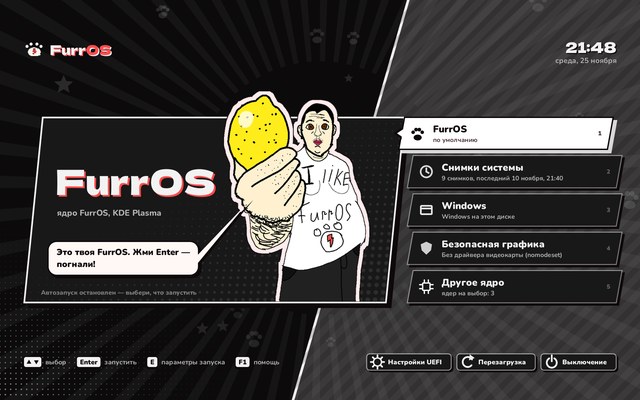 FurrOS
21:48
среда, 25 ноября
FurrOS
ядро FurrOS, KDE Plasma
Это твоя FurrOS. Жми Enter —
погнали!
Автозапуск остановлен — выбери, что запустить
I LIKE
FurrOS
FurrOS
по умолчанию
1
Снимки системы
9 снимков, последний 10 ноября, 21:40
2
Windows
Windows на этом диске
3
Безопасная графика
Без драйвера видеокарты (nomodeset)
4
Другое ядро
ядер на выбор: 3
5
▲▼ выбор Enter запустить E параметры запуска F1 помощь
Настройки UEFI
Перезагрузка
Выключение